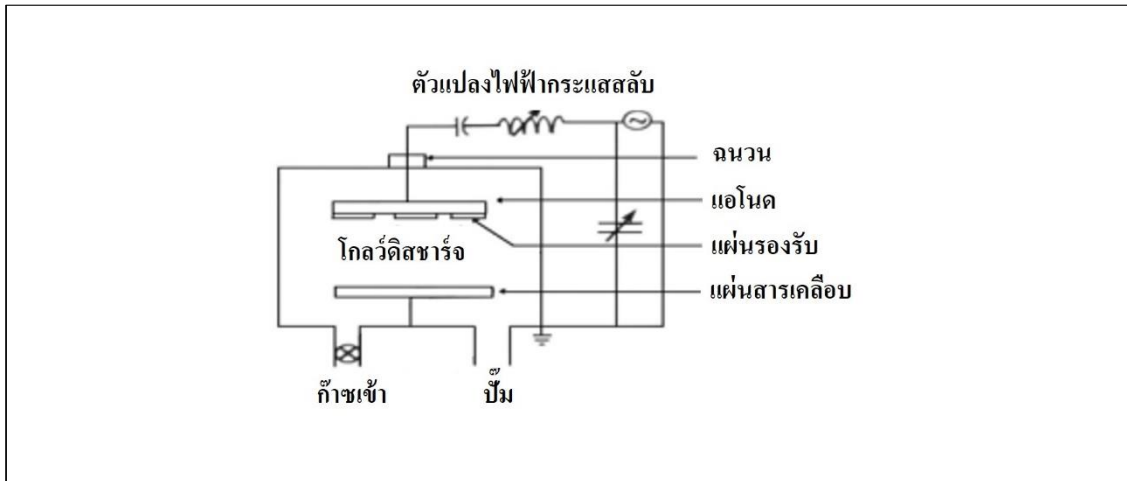 ตัวแปลงไฟฟ้ากระแสสลับ
ฉนวน
แอโนด
แผ่นรองรับ
โกลว์ดิสชาร์จ
แผ่นสารเคลือบ
ก๊าซเข้า
ปั๊ม